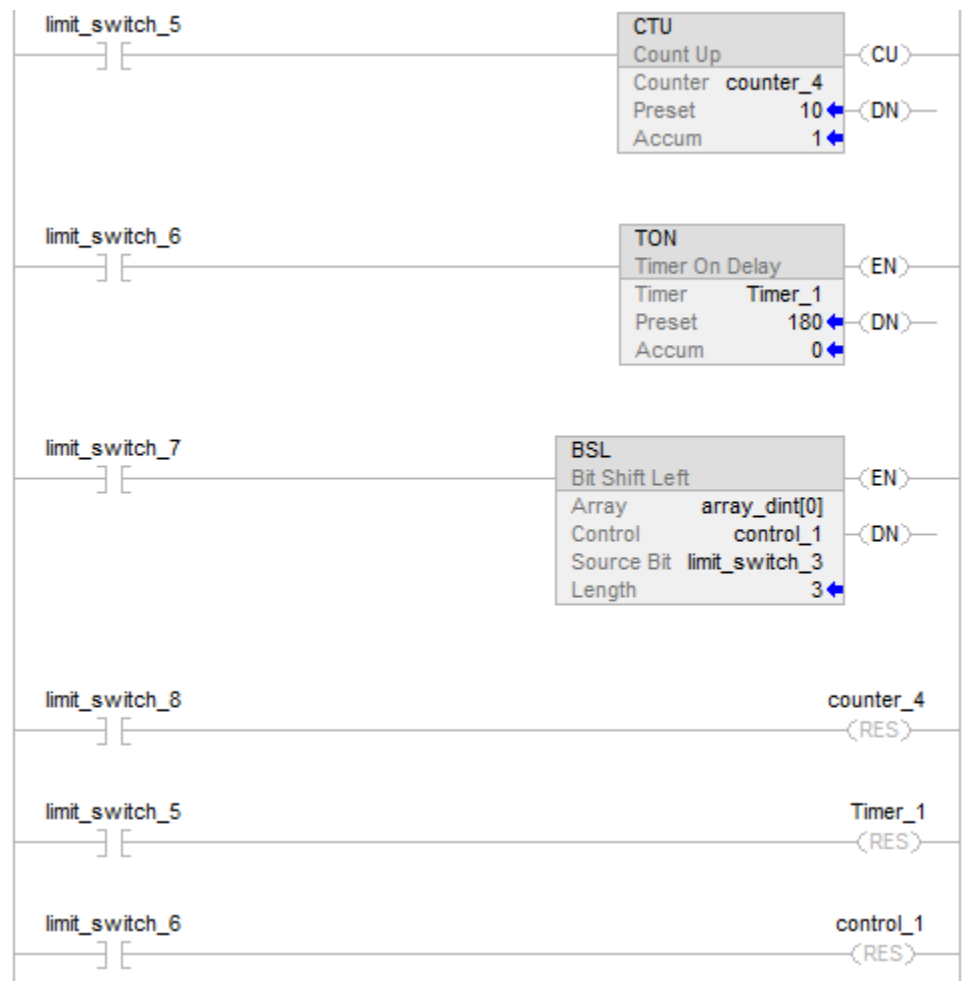 limit_switch_5
CTU
Count Up
CU
Counter counter_4
Preset 10
DN
Accum 1
limit_switch_6
TON
Timer On Delay
EN
Timer Timer_1
Preset 180
DN
Accum 0
limit_switch_7
BSL
Bit Shift Left
EN
Array array_dint[0]
Control control_1
DN
Source Bit limit_switch_3
Length 3
limit_switch_8
counter_4
RES
limit_switch_5
Timer_1
RES
limit_switch_6
control_1
RES